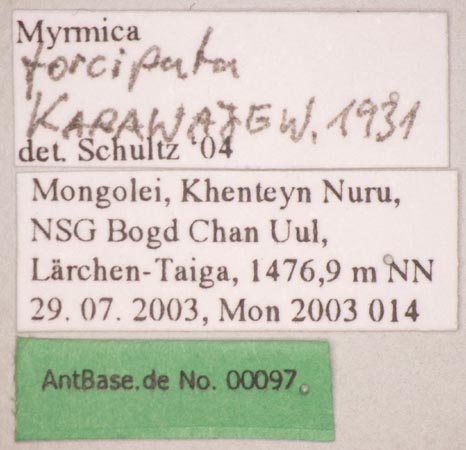 Myrmica
forcipata
KARAWAJEW, 1931
det. Schultz '04
Mongolei, Khenteyn Nuru,
NSG Bogd Chan Uul,
Lärchen-Taiga, 1476,9 m NN
29. 07. 2003, Mon 2003 014
AntBase.de No. 00097